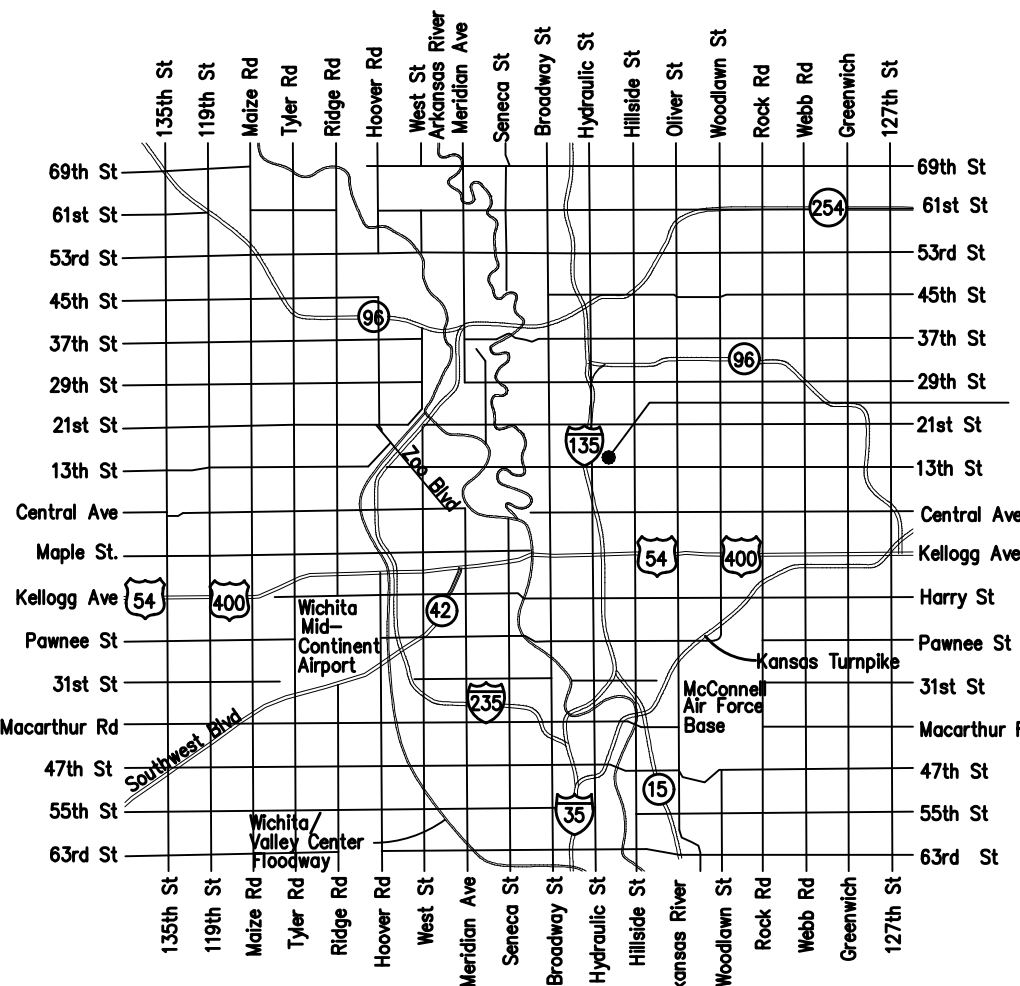 135th St
119th St
Maize Rd
Tyler Rd
Ridge Rd
Hoover Rd
West St
Arkansas River
Meridian Ave
Seneca St
Broadway St
Hydraulic St
Hillside St
Oliver St
Woodlawn St
Rock Rd
Webb Rd
Greenwich
127th St
69th St
69th St
61st St
254
61st St
53rd St
53rd St
45th St
45th St
96
37th St
37th St
96
29th St
29th St
21st St
21st St
135
13th St
13th St
Zoo Blvd
Central Ave
Central Ave
Maple St.
54
400
Kellogg Ave
Kellogg Ave
54
400
42
Harry St
Wichita
Mid-
Continent
Airport
Pawnee St
Pawnee St
Kansas Turnpike
31st St
31st St
235
McConnell
Air Force
Base
Macarthur Rd
Macarthur R
Southwest Blvd
47th St
47th St
15
55th St
55th St
35
Wichita/
Valley Center
Floodway
63rd St
63rd St
135th St
119th St
Maize Rd
Tyler Rd
Ridge Rd
Hoover Rd
West St
Meridian Ave
Seneca St
Broadway St
Hydraulic St
Hillside St
kansas River
Woodlawn St
Rock Rd
Webb Rd
Greenwich
127th St